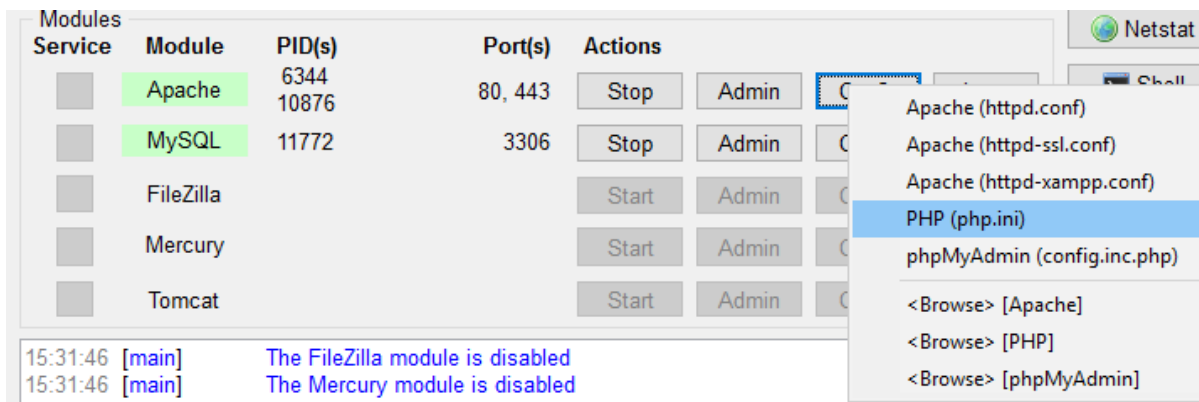 Modules
Netstat
Service Module PID(s) Port(s) Actions
Apache 6344 10876 80, 443 Stop Admin
Shell
MySQL 11772 3306 Stop Admin
FileZilla Start Admin
Mercury Start Admin
Tomcat Start Admin
Apache (httpd.conf)
Apache (httpd-ssl.conf)
Apache (httpd-xampp.conf)
PHP (php.ini)
phpMyAdmin (config.inc.php)
<Browse> [Apache]
<Browse> [PHP]
<Browse> [phpMyAdmin]
15:31:46 [main] The FileZilla module is disabled
15:31:46 [main] The Mercury module is disabled